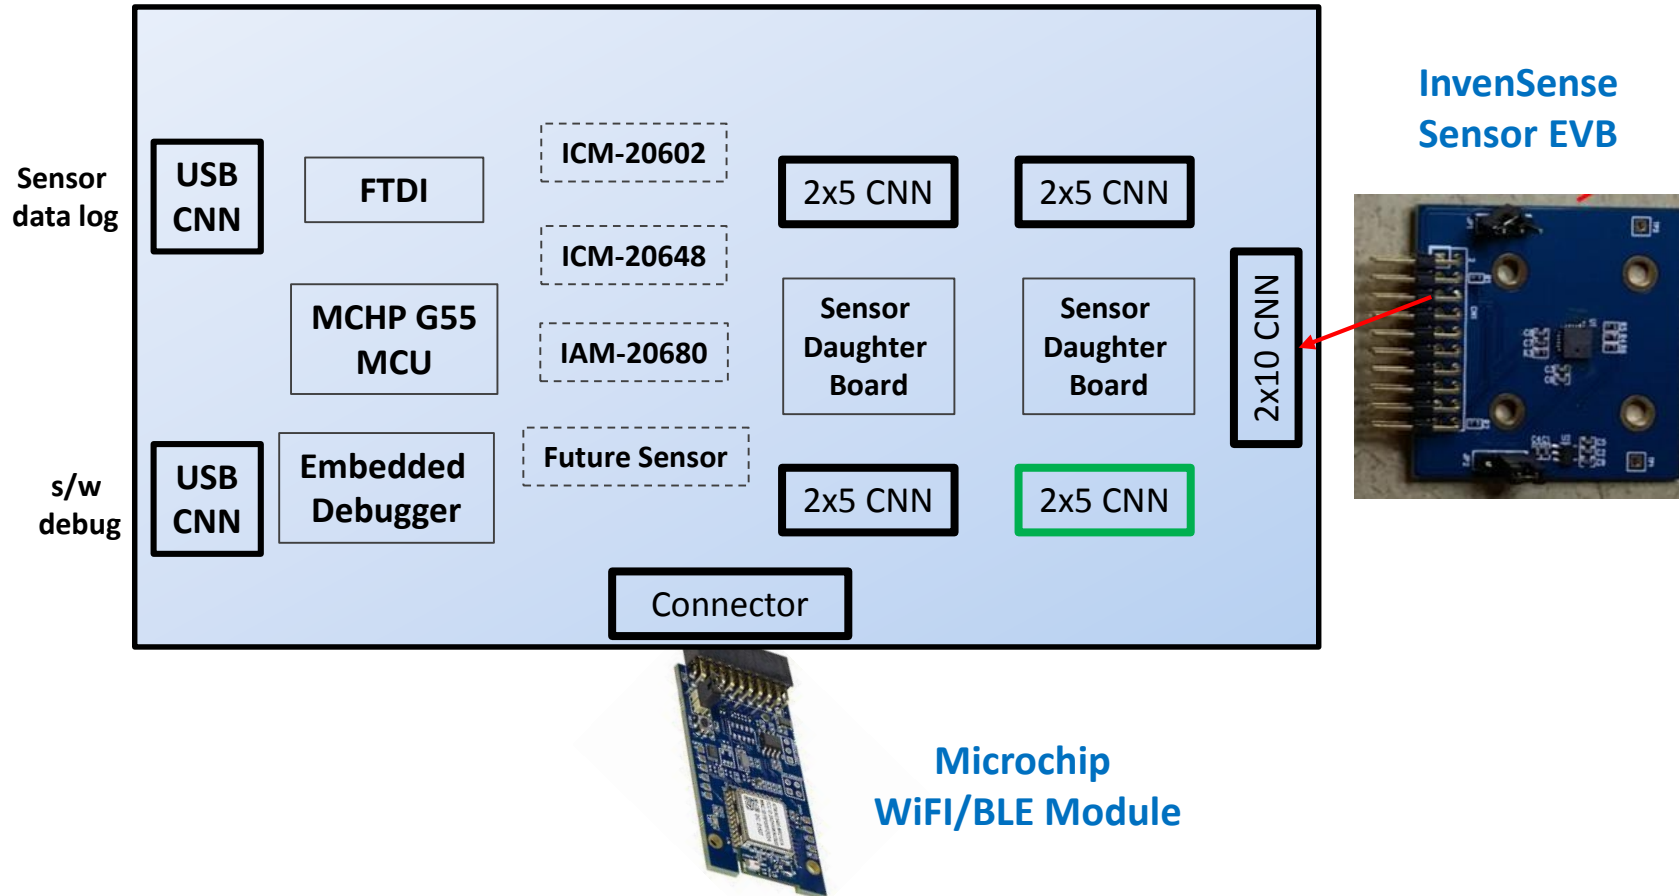 InvenSense
Sensor EVB
Sensor
data log
USB
CNN
FTDI
ICM-20602
2x5 CNN
2x5 CNN
ICM-20648
MCHP G55
MCU
IAM-20680
Sensor
Daughter
Board
Sensor
Daughter
Board
2x10 CNN
s/w
debug
USB
CNN
Embedded
Debugger
Future Sensor
2x5 CNN
2x5 CNN
Connector
Microchip
WiFI/BLE Module